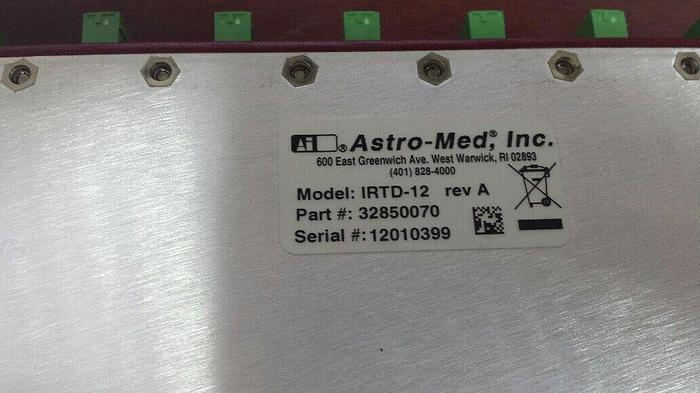 Ai ® Astro-Med®, Inc.
600 East Greenwich Ave. West Warwick, RI 02893
(401) 828-4000
Model: IRTD-12 rev A
Part #: 32850070
Serial #: 12010399